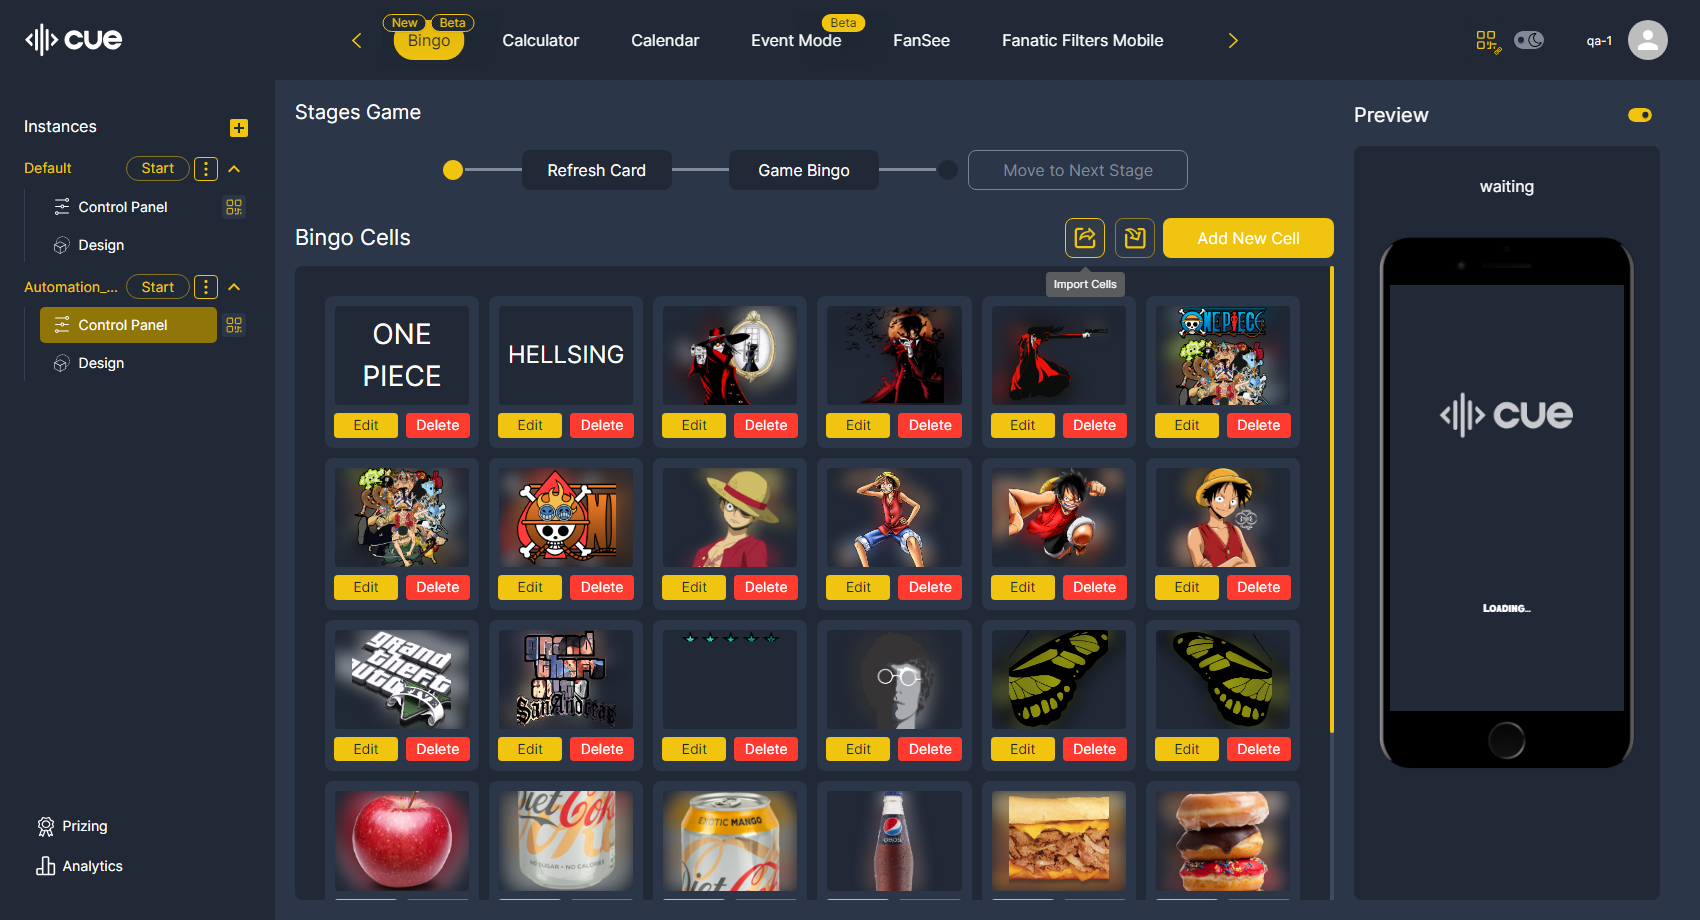 cue
New
Beta
Bingo
Calculator
Calendar
Beta
Event Mode
FanSee
Fanatic Filters Mobile
qa-1
Instances
Default
Start
Control Panel
Design
Automation_...
Start
Control Panel
Design
Prizing
Analytics
Stages Game
Refresh Card
Game Bingo
Move to Next Stage
Bingo Cells
Add New Cell
Import Cells
ONE
PIECE
HELLSING
ONE PIECE
Edit Delete Edit Delete Edit Delete Edit Delete Edit Delete Edit Delete
Edit Delete Edit Delete Edit Delete Edit Delete Edit Delete Edit Delete
grand
theft
auto
grand
theft
auto
San Andreas
Edit Delete Edit Delete Edit Delete Edit Delete Edit Delete Edit Delete
Diet Coke
NO SUGAR • NO CALORIES
EXOTIC MANGO
Diet Coke
pepsi
Preview
waiting
cue
LOADING...